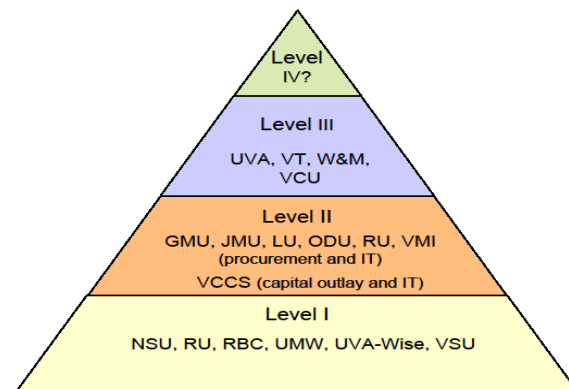 Level
IV?
Level III
UVA, VT, W&M,
VCU
Level II
GMU, JMU, LU, ODU, RU, VMI
(procurement and IT)
VCCS (capital outlay and IT)
Level I
NSU, RU, RBC, UMW, UVA-Wise, VSU